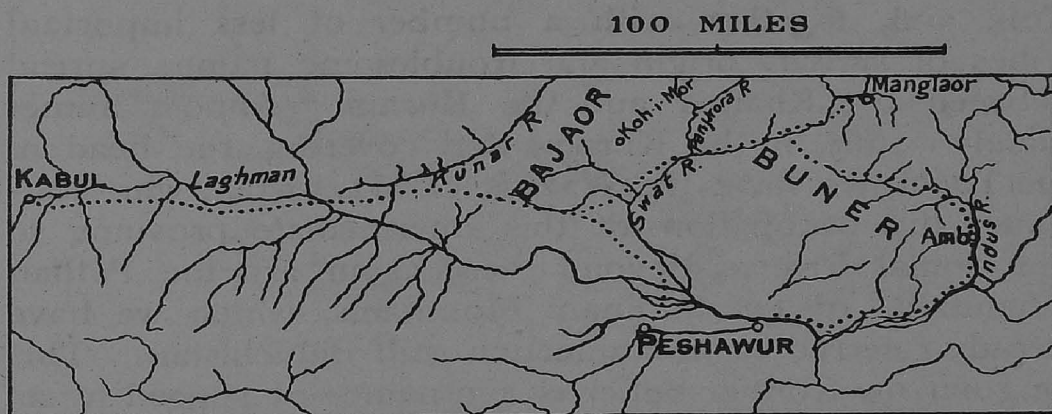 100 MILES
Manglaor
Koh-i-Mor
Panjkora R
BAJAOR
Kunar R
KABUL
Laghman
Swat R
BUNER
Amb
Indus R.
PESHAWUR